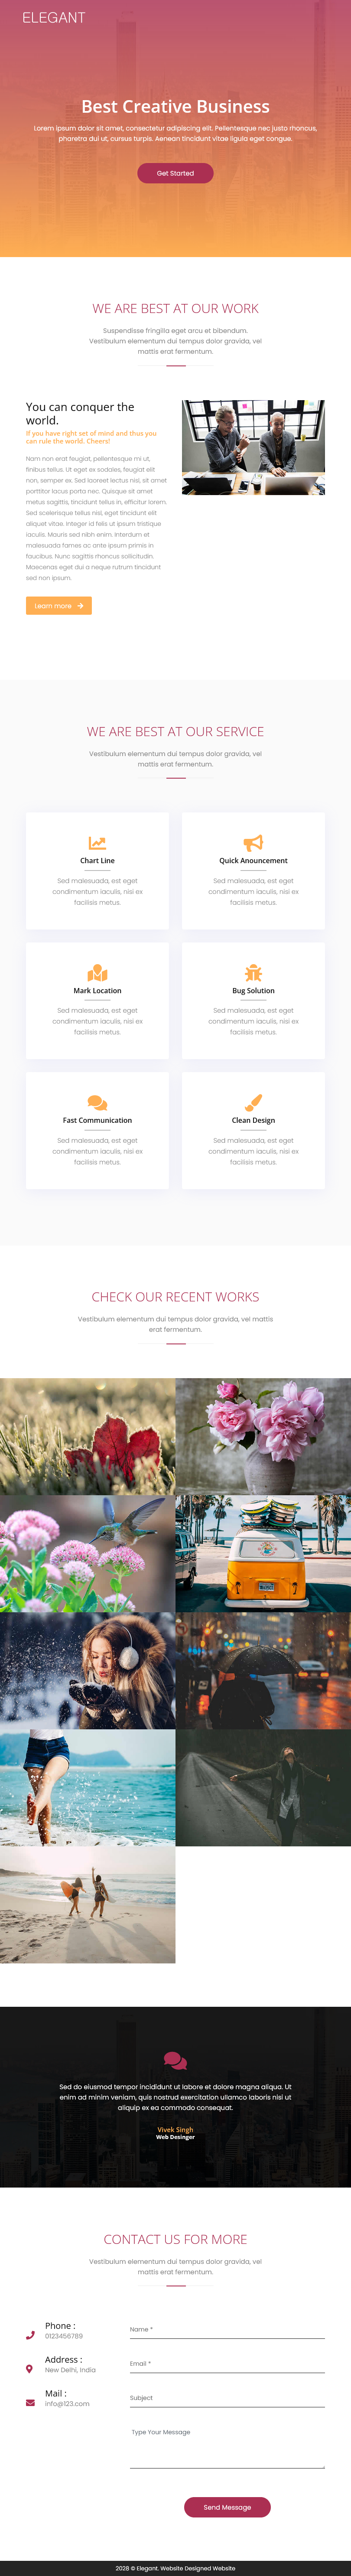 ELEGANT
Best Creative Business
Lorem ipsum dolor sit amet, consectetur adipiscing elit. Pellentesque nec justo rhoncus,
pharetra dui ut, cursus turpis. Aenean tincidunt vitae ligula eget congue.
Get Started
WE ARE BEST AT OUR WORK
Suspendisse fringilla eget arcu et bibendum.
Vestibulum elementum dui tempus dolor gravida, vel
mattis erat fermentum.
You can conquer the
world.
If you have right set of mind and thus you
can rule the world. Cheers!
Nam non erat feugiat, pellentesque mi ut,
finibus tellus. Ut eget ex sodales, feugiat elit
non, semper ex. Sed laoreet lectus nisl, sit amet
porttitor lacus porta nec. Quisque sit amet
metus sagittis, tincidunt tellus in, efficitur lorem.
Sed scelerisque tellus nisl, eget tincidunt elit
aliquet vitae. Integer id felis ut ipsum tristique
iaculis. Mauris sed nibh enim. Interdum et
malesuada fames ac ante ipsum primis in
faucibus. Nunc sagittis rhoncus sollicitudin.
Maecenas eget dui a neque rutrum tincidunt
sed non ipsum.
Learn more
WE ARE BEST AT OUR SERVICE
Vestibulum elementum dui tempus dolor gravida, vel
mattis erat fermentum.
Chart Line
Sed malesuada, est eget
condimentum iaculis, nisi ex
facilisis metus.
Quick Anouncement
Sed malesuada, est eget
condimentum iaculis, nisi ex
facilisis metus.
Mark Location
Sed malesuada, est eget
condimentum iaculis, nisi ex
facilisis metus.
Bug Solution
Sed malesuada, est eget
condimentum iaculis, nisi ex
facilisis metus.
Fast Communication
Sed malesuada, est eget
condimentum iaculis, nisi ex
facilisis metus.
Clean Design
Sed malesuada, est eget
condimentum iaculis, nisi ex
facilisis metus.
CHECK OUR RECENT WORKS
Vestibulum elementum dui tempus dolor gravida, vel mattis
erat fermentum.
Sed do eiusmod tempor incididunt ut labore et dolore magna aliqua. Ut
enim ad minim veniam, quis nostrud exercitation ullamco laboris nisi ut
aliquip ex ea commodo consequat.
Vivek Singh
Web Desinger
CONTACT US FOR MORE
Vestibulum elementum dui tempus dolor gravida, vel
mattis erat fermentum.
Phone :
0123456789
Address :
New Delhi, India
Mail :
info@123.com
Name *
Email *
Subject
Type Your Message
Send Message
2028 © Elegant. Website Designed Website